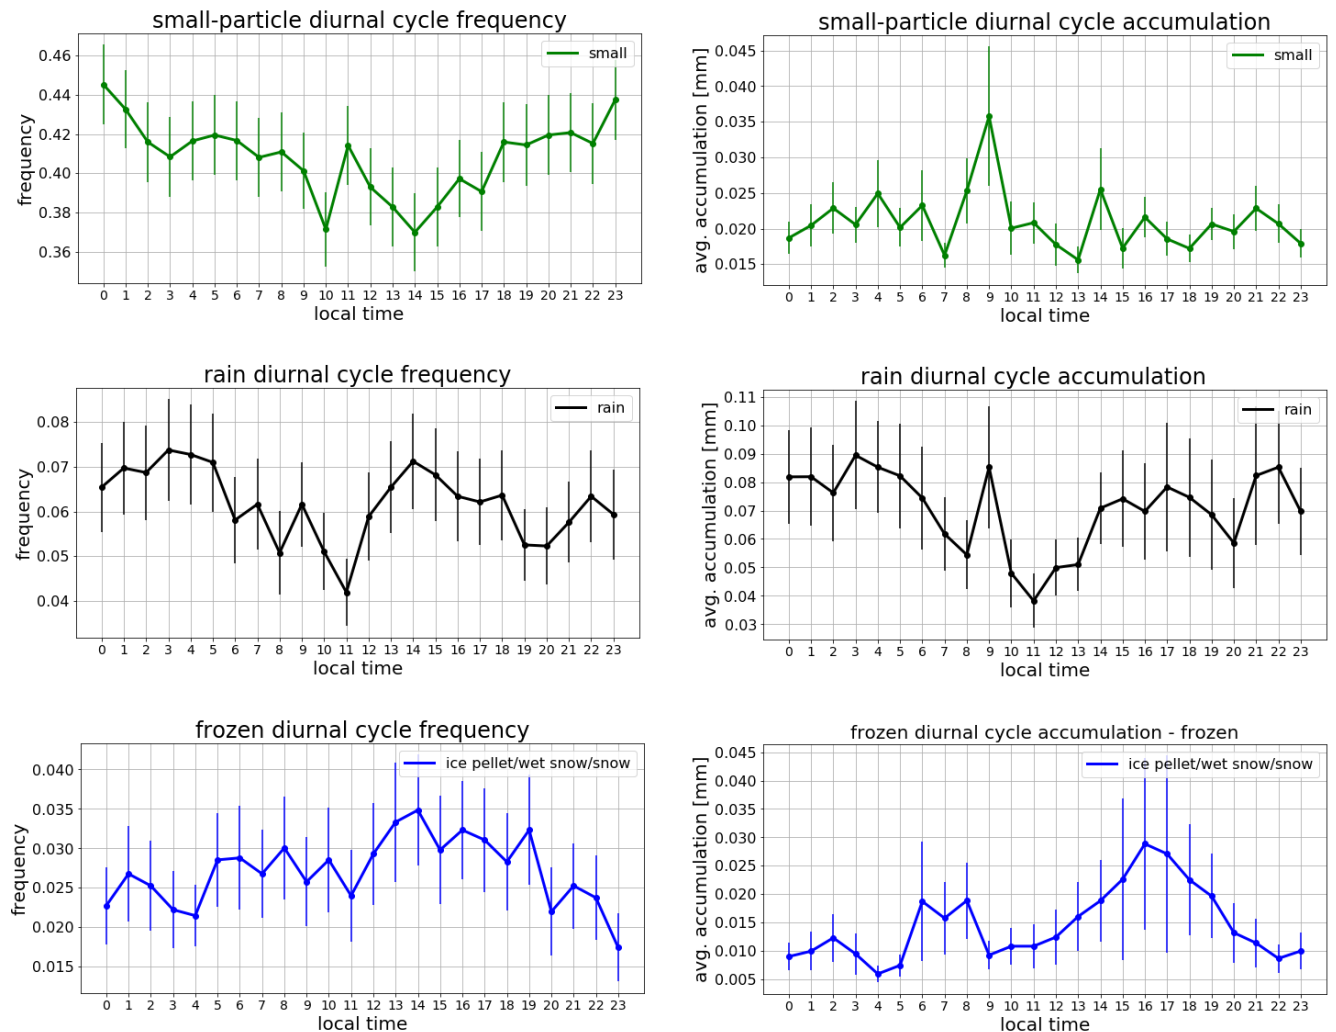 small-particle diurnal cycle frequency
small
frequency
0.46
0.44
0.42
0.40
0.38
0.36
0 1 2 3 4 5 6 7 8 9 10 11 12 13 14 15 16 17 18 19 20 21 22 23
local time
small-particle diurnal cycle accumulation
small
avg. accumulation [mm]
0.045
0.040
0.035
0.030
0.025
0.020
0.015
0 1 2 3 4 5 6 7 8 9 10 11 12 13 14 15 16 17 18 19 20 21 22 23
local time
rain diurnal cycle frequency
rain
frequency
0.08
0.07
0.06
0.05
0.04
0 1 2 3 4 5 6 7 8 9 10 11 12 13 14 15 16 17 18 19 20 21 22 23
local time
rain diurnal cycle accumulation
rain
avg. accumulation [mm]
0.11
0.10
0.09
0.08
0.07
0.06
0.05
0.04
0.03
0 1 2 3 4 5 6 7 8 9 10 11 12 13 14 15 16 17 18 19 20 21 22 23
local time
frozen diurnal cycle frequency
ice pellet/wet snow/snow
frequency
0.040
0.035
0.030
0.025
0.020
0.015
0 1 2 3 4 5 6 7 8 9 10 11 12 13 14 15 16 17 18 19 20 21 22 23
local time
frozen diurnal cycle accumulation - frozen
ice pellet/wet snow/snow
avg. accumulation [mm]
0.045
0.040
0.035
0.030
0.025
0.020
0.015
0.010
0.005
0 1 2 3 4 5 6 7 8 9 10 11 12 13 14 15 16 17 18 19 20 21 22 23
local time